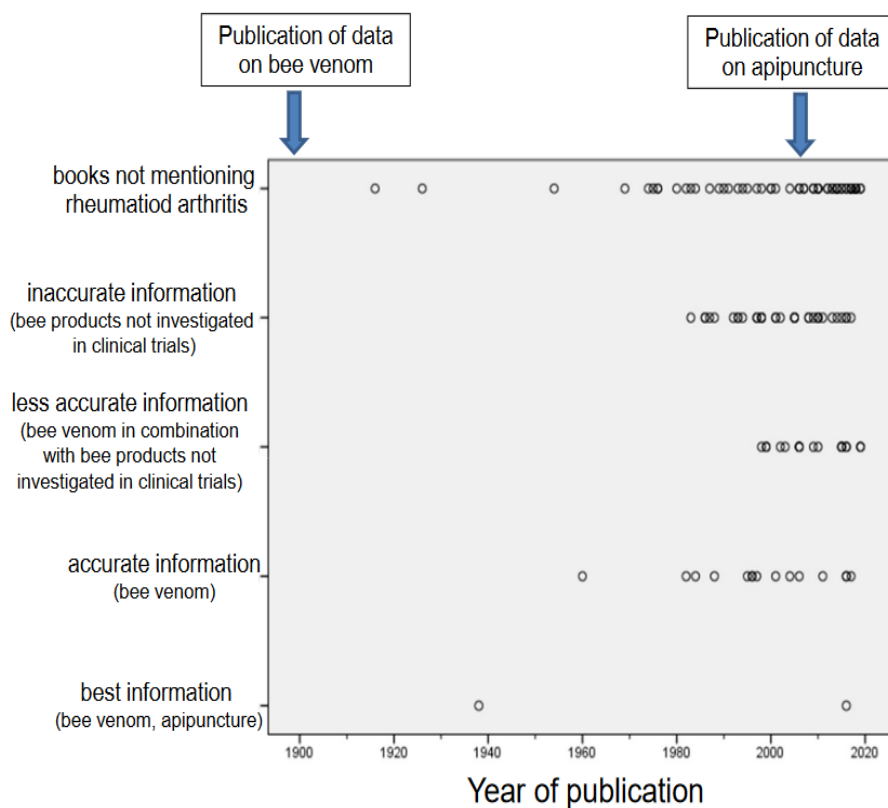 Publication of data
on bee venom
Publication of data
on apipuncture
books not mentioning
rheumatiod arthritis
inaccurate information
(bee products not investigated
in clinical trials)
less accurate information
(bee venom in combination
with bee products not
investigated in clinical trials)
accurate information
(bee venom)
best information
(bee venom, apipuncture)
1900 1920 1940 1960 1980 2000 2020
Year of publication